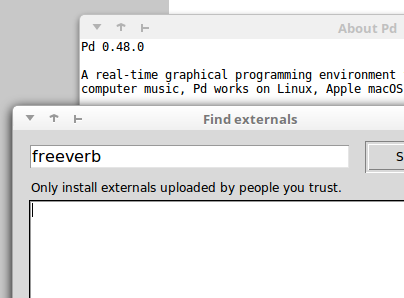 About Pd
Pd 0.48.0
A real-time graphical programming environment
computer music, Pd works on Linux, Apple macOS
Find externals
freeverb
S
Only install externals uploaded by people you trust.